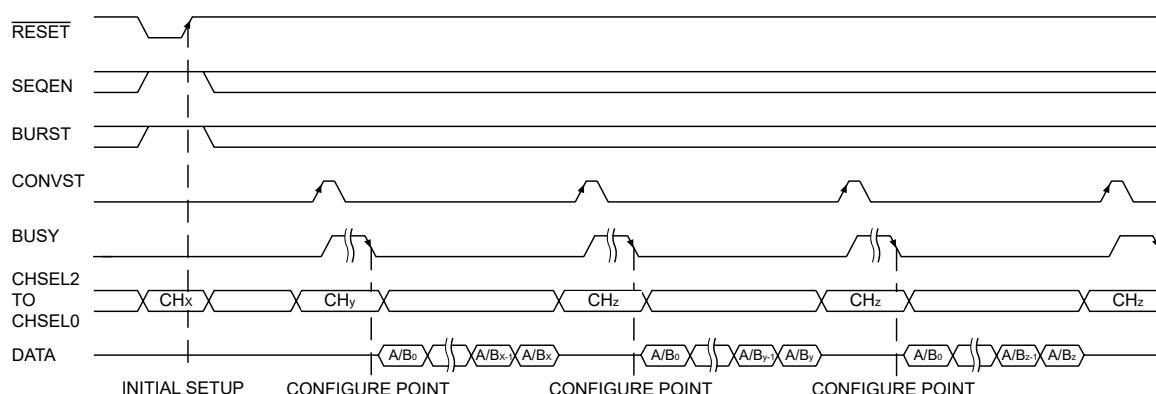 RESET
SEQEN
BURST
CONVST
BUSY
CHSEL2
TO
CHSEL0
CHx CHy CHz CHz CHz
DATA
A/B0 A/Bx-1 A/Bx A/B0 A/By-1 A/By A/B0 A/Bz-1 A/Bz
INITIAL SETUP CONFIGURE POINT CONFIGURE POINT CONFIGURE POINT